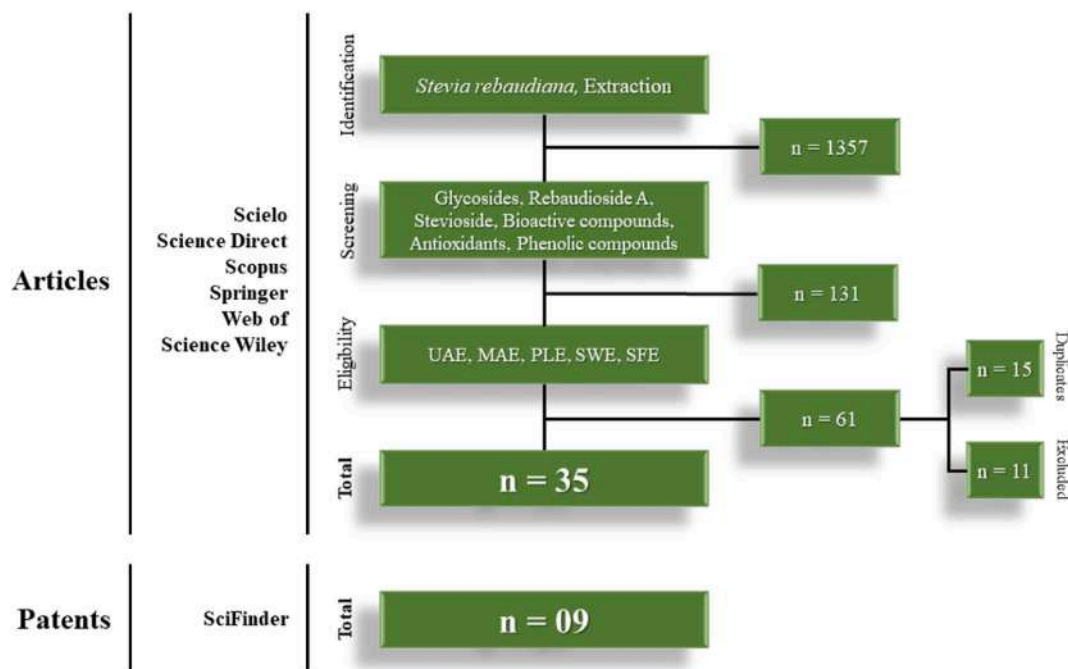 Articles
Scielo
Science Direct
Scopus
Springer
Web of
Science Wiley
Identification
Stevia rebaudiana, Extraction
n = 1357
Screening
Glycosides, Rebaudioside A,
Stevioside, Bioactive compounds,
Antioxidants, Phenolic compounds
n = 131
Eligibility
UAE, MAE, PLE, SWE, SFE
n = 61
n = 15
Duplicates
n = 11
Excluded
Total
n = 35
Patents
SciFinder
Total
n = 09